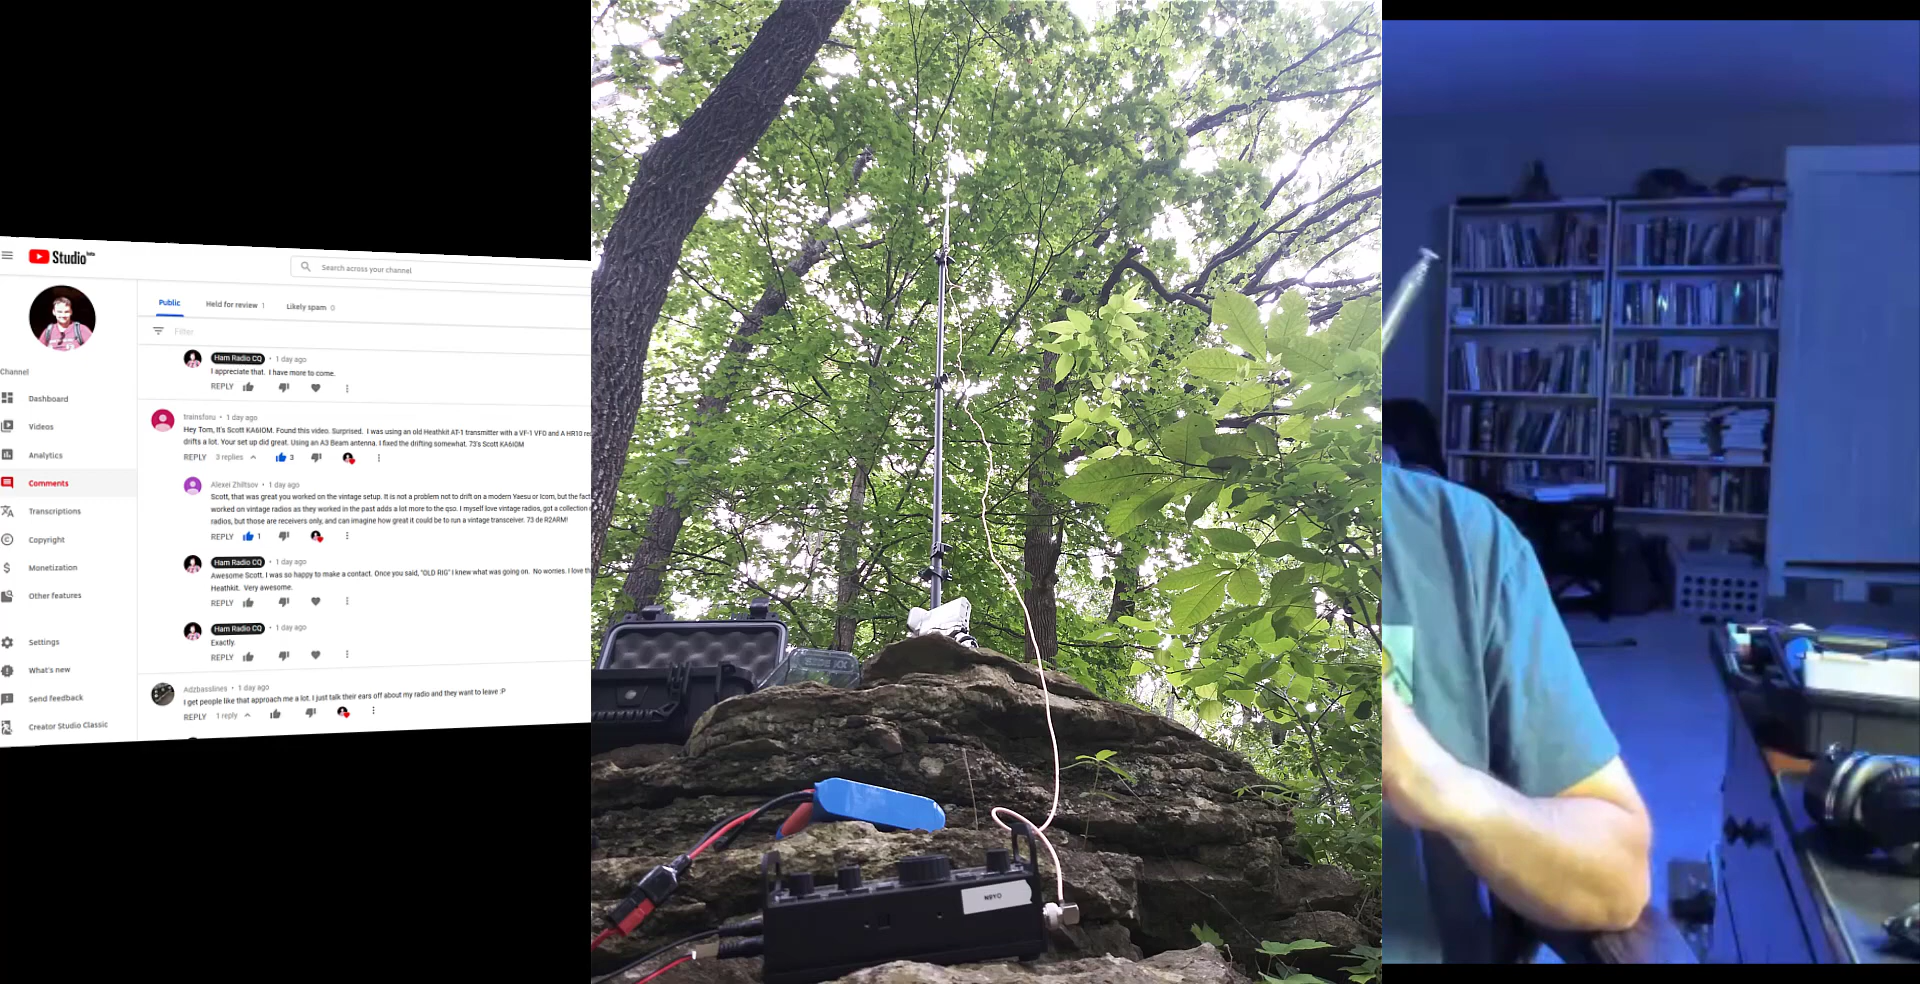 Studio beta
Search across your channel
Public
Held for review 1
Likely spam 0
Filter
Channel
Dashboard
Videos
Analytics
Comments
Transcriptions
Copyright
Monetization
Other features
Settings
What's new
Send feedback
Creator Studio Classic
Ham Radio CQ • 1 day ago
I appreciate that. I have more to come.
REPLY
trainsforu • 1 day ago
Hey Tom, It's Scott KA6IOM. Found this video. Surprised. I was using an old Heathkit AT-1 transmitter with a VF-1 VFO and A HR10
drifts a lot. Your set up did great. Using an A3 Beam antenna. I fixed the drifting somewhat. 73's Scott KA6IOM
REPLY 3 replies 3
Alexei Zhiltsov • 1 day ago
Scott, that was great you worked on the vintage setup. It is not a problem not to drift on a modern Yaesu or Icom, but the fact
worked on vintage radios as they worked in the past adds a lot more to the qso. I myself love vintage radios, got a collection
radios, but those are receivers only, and can imagine how great it could be to run a vintage transceiver. 73 de R2ARM!
REPLY 1
Ham Radio CQ • 1 day ago
Awesome Scott. I was so happy to make a contact. Once you said, "OLD RIG" I knew what was going on. No worries. I love
Heathkit. Very awesome.
REPLY
Ham Radio CQ • 1 day ago
Exactly.
REPLY
Adzbasslines • 1 day ago
I get people like that approach me a lot. I just talk their ears off about my radio and they want to leave :P
REPLY 1 reply